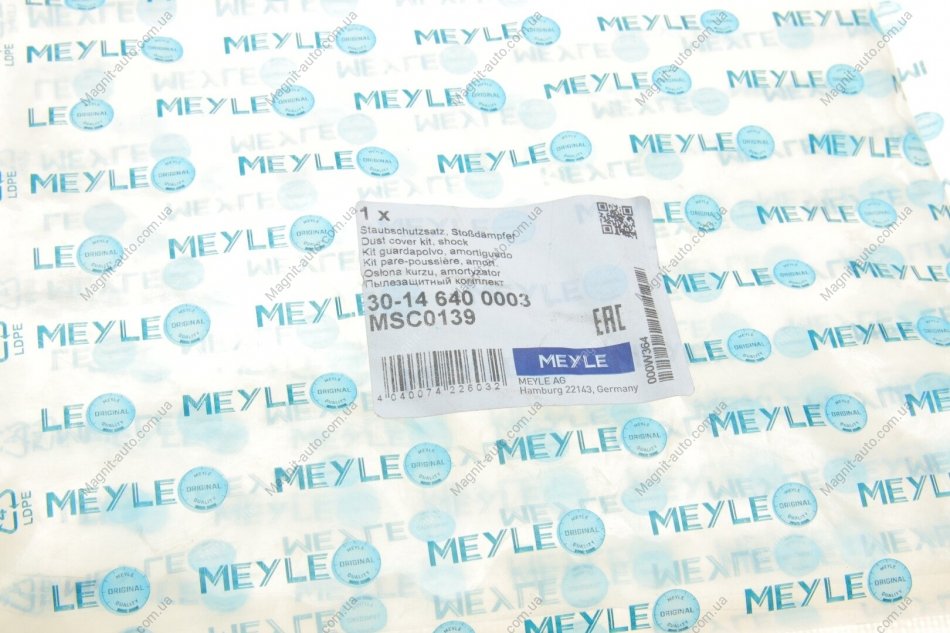 MEYLE
MEYLE ORIGINAL QUALITY
1 x
Staubschutzsatz, Stoßdämpfer
Dust cover kit, shock
Kit guardapolvo, amortiguado
Kit pare-poussière, amort.
Osłona kurzu, amortyzator
Пылезащитный комплект
30-14 640 0003
MSC0139
EAC
MEYLE
MEYLE AG
Hamburg 22143, Germany
4 040074 226032
000W364
LDPE
Magnit-auto.com.ua